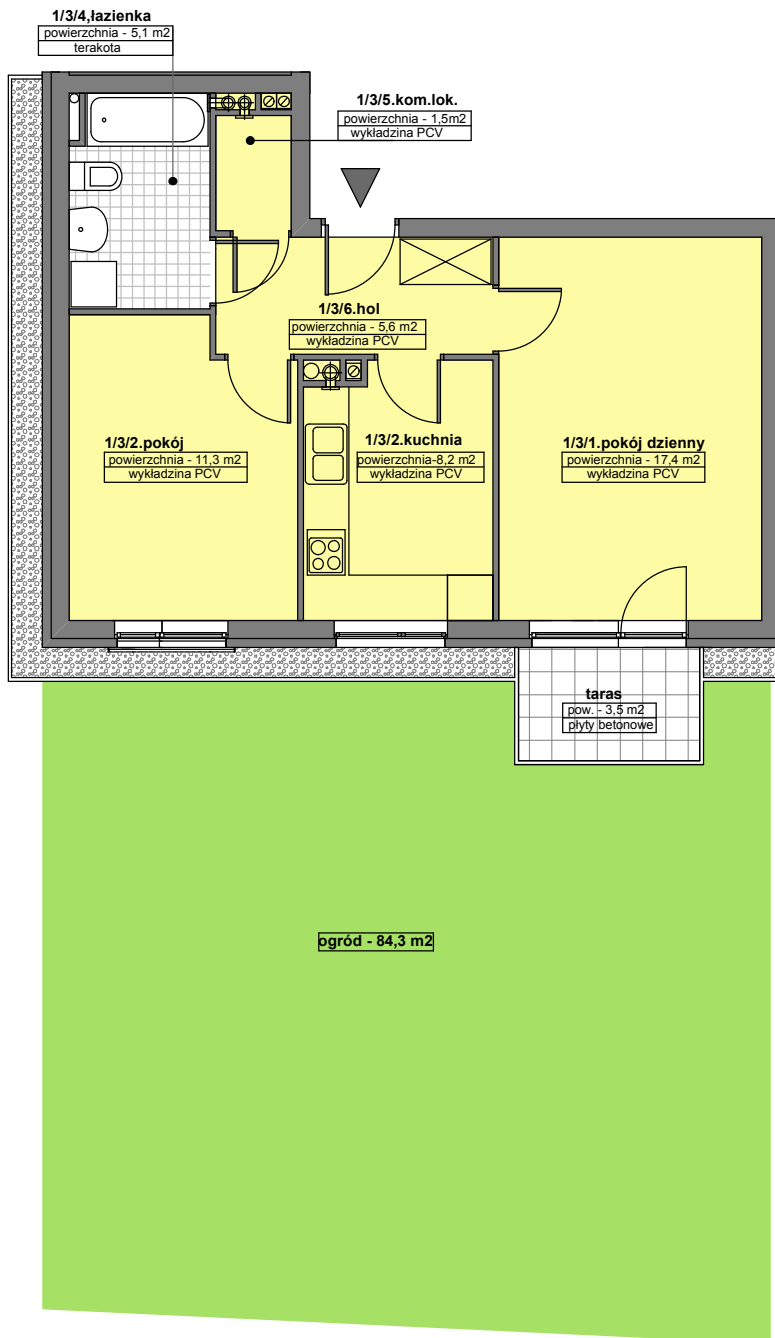 1/3/4,łazienka
powierzchnia - 5,1 m2
terakota
1/3/5.kom.lok.
powierzchnia - 1,5m2
wykładzina PCV
1/3/6.hol
powierzchnia - 5,6 m2
wykładzina PCV
1/3/2.pokój
powierzchnia - 11,3 m2
wykładzina PCV
1/3/2.kuchnia
powierzchnia-8,2 m2
wykładzina PCV
1/3/1.pokój dzienny
powierzchnia - 17,4 m2
wykładzina PCV
taras
pow. - 3,5 m2
płyty betonowe
ogród - 84,3 m2